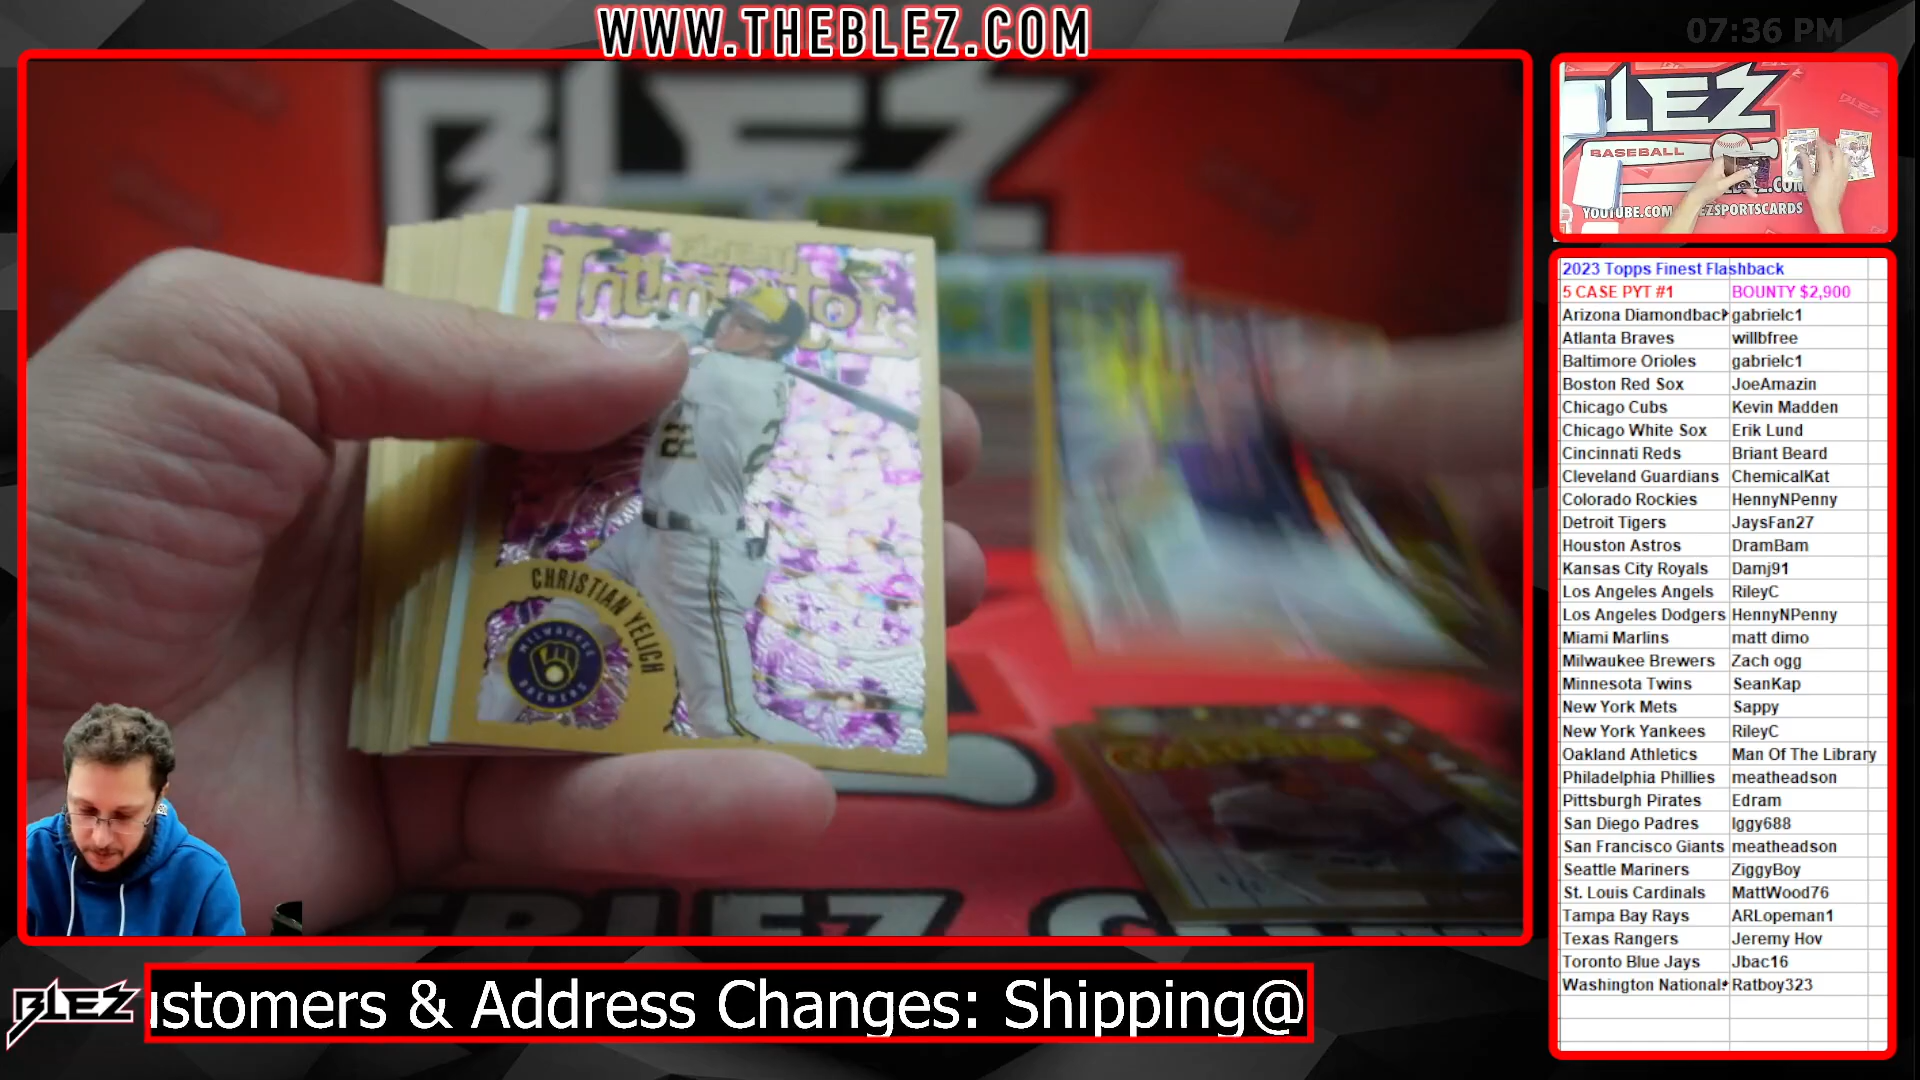 WWW.THEBLEZ.COM
07:36 PM
BLEZ
Intimidators
CHRISTIAN YELICH
MILWAUKEE
BREWERS
LEZ
BLEZ
BASEBALL
YOUTUBE.COM
EZSPORTSCARDS
2023 Topps Finest Flashback
5 CASE PYT #1 BOUNTY $2,900
Arizona Diamondback gabrielc1
Atlanta Braves willbfree
Baltimore Orioles gabrielc1
Boston Red Sox JoeAmazin
Chicago Cubs Kevin Madden
Chicago White Sox Erik Lund
Cincinnati Reds Briant Beard
Cleveland Guardians ChemicalKat
Colorado Rockies HennyNPenny
Detroit Tigers JaysFan27
Houston Astros DramBam
Kansas City Royals Damj91
Los Angeles Angels RileyC
Los Angeles Dodgers HennyNPenny
Miami Marlins matt dimo
Milwaukee Brewers Zach ogg
Minnesota Twins SeanKap
New York Mets Sappy
New York Yankees RileyC
Oakland Athletics Man Of The Library
Philadelphia Phillies meatheadson
Pittsburgh Pirates Edram
San Diego Padres Iggy688
San Francisco Giants meatheadson
Seattle Mariners ZiggyBoy
St. Louis Cardinals MattWood76
Tampa Bay Rays ARLopeman1
Texas Rangers Jeremy Hov
Toronto Blue Jays Jbac16
Washington Nationals Ratboy323
BLEZ
ustomers & Address Changes: Shipping@